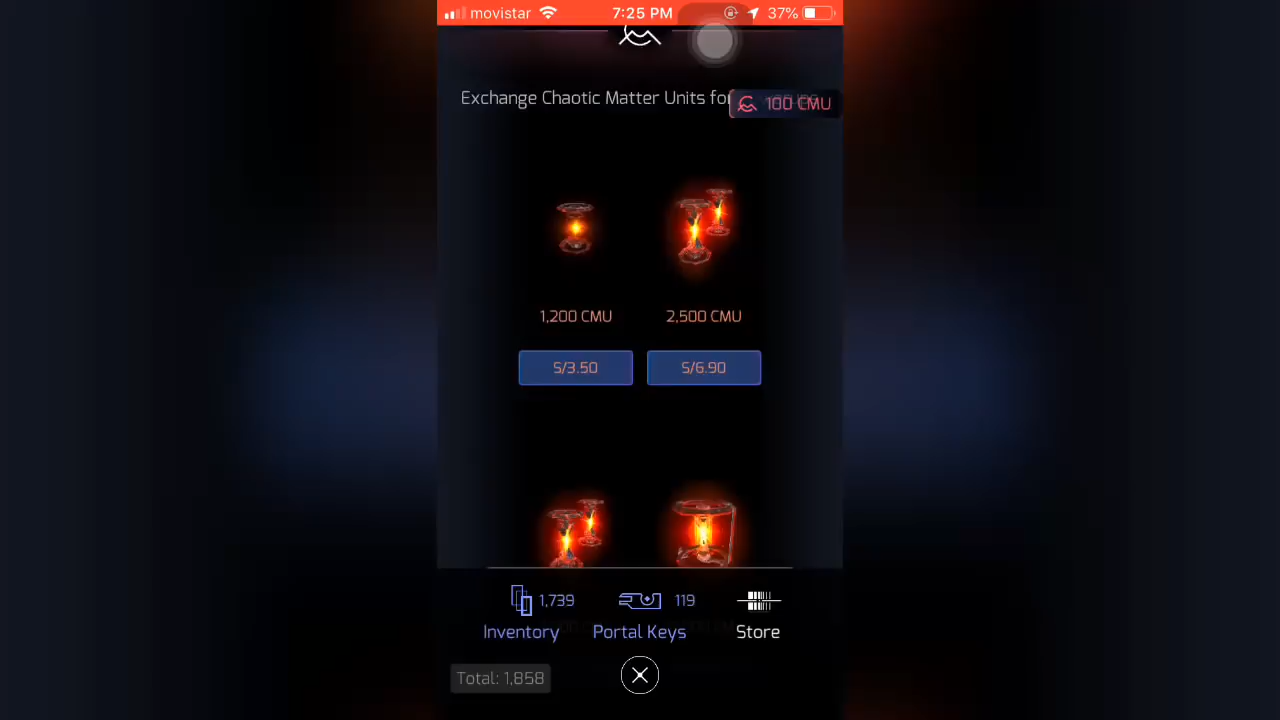 movistar 7:25 PM 37%
Exchange Chaotic Matter Units for
100 CMU
1,200 CMU 2,500 CMU
S/3.50 S/6.90
1,739 119
Inventory Portal Keys Store
Total: 1,858